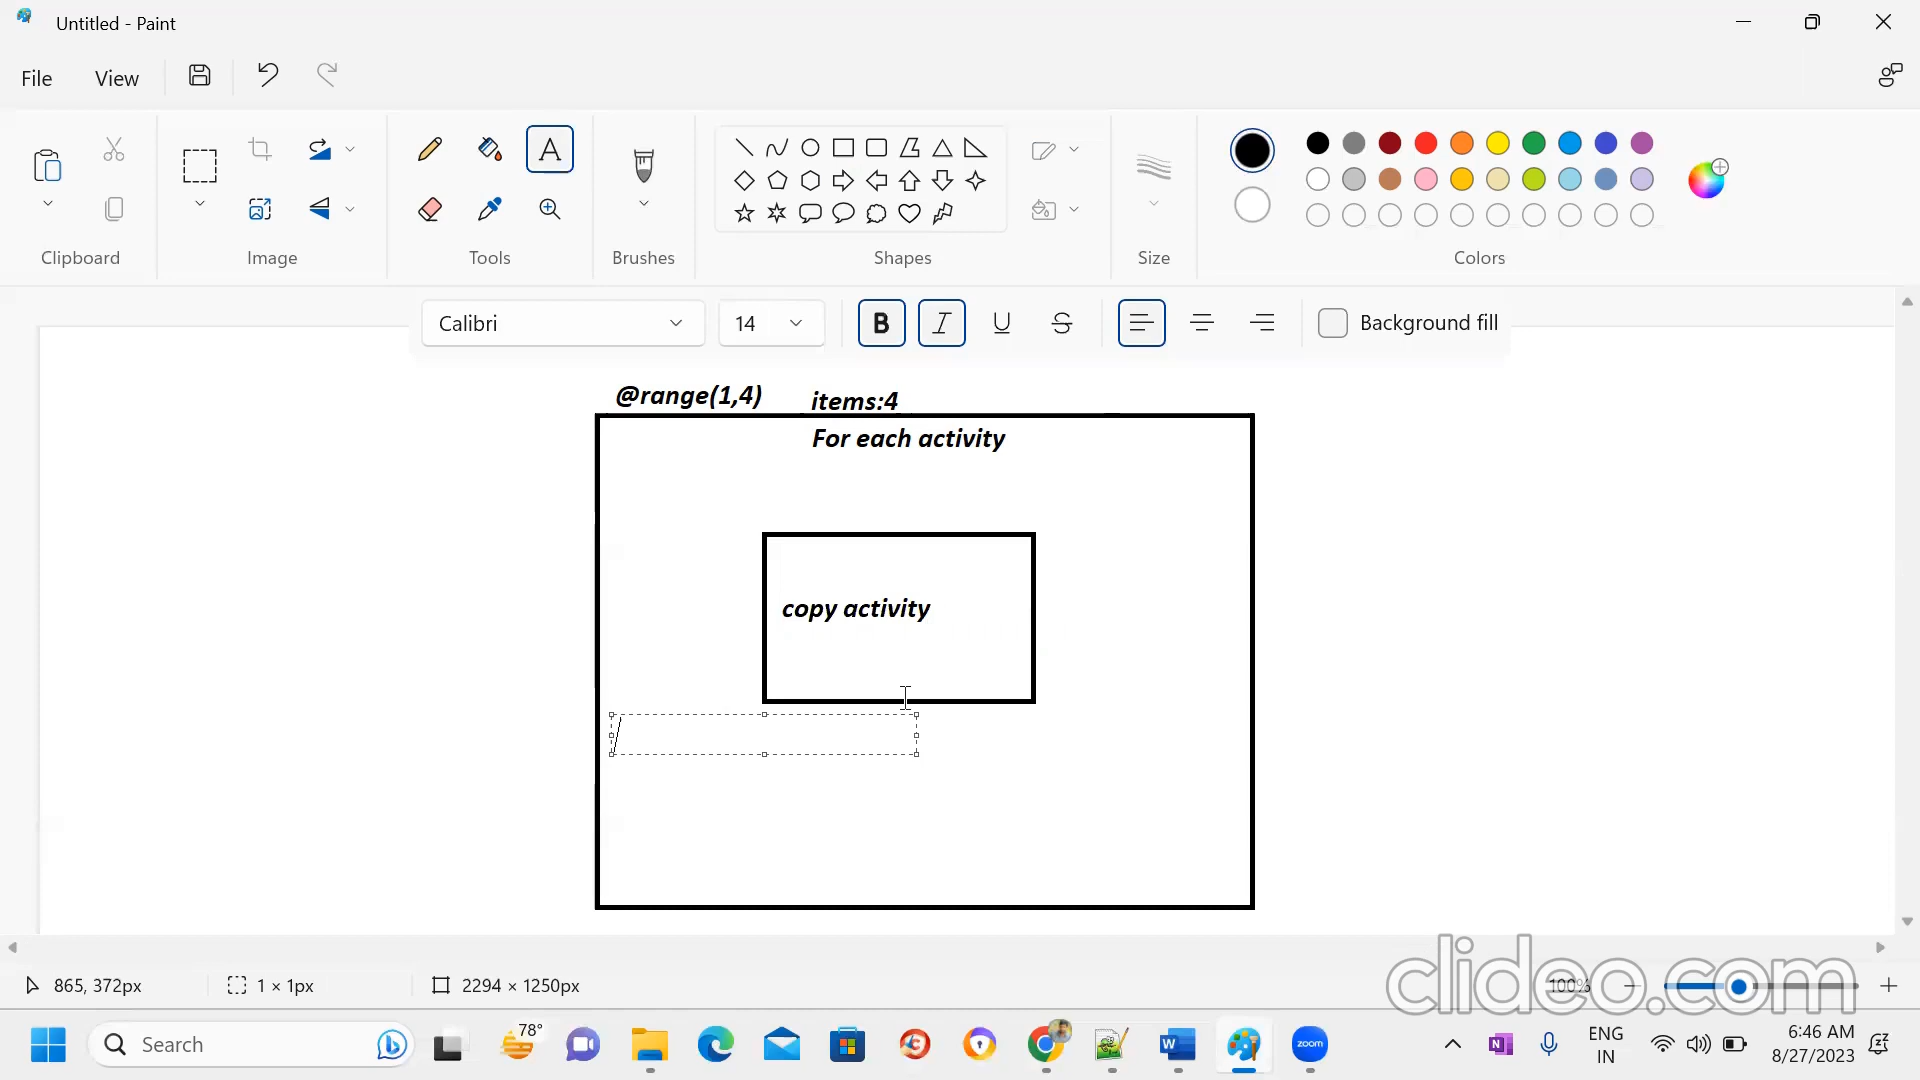 Untitled - Paint
File View
Clipboard Image Tools Brushes Shapes Size Colors
Calibri 14 B I U S Background fill
@range(1,4) items:4
For each activity
copy activity
865, 372px 1 × 1px 2294 × 1250px 100%
clideo.com
Search 78° zoom ENG 6:46 AM
IN 8/27/2023